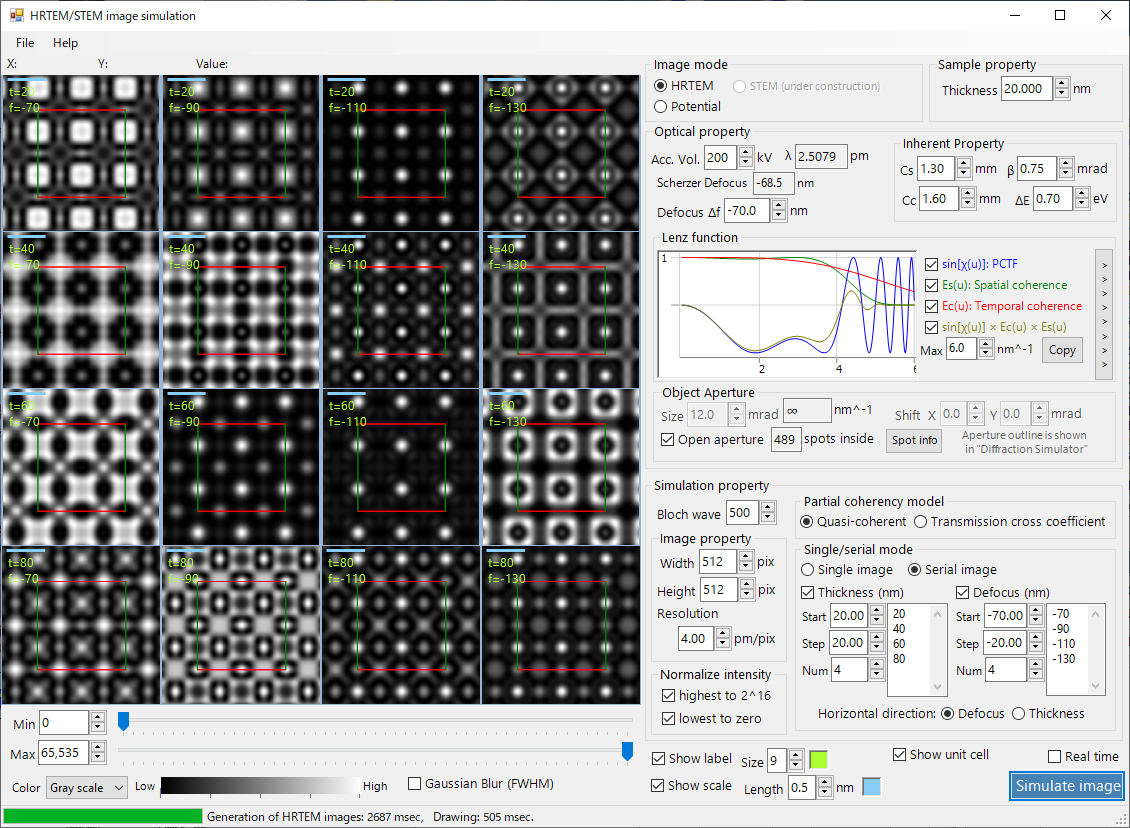 HRTEM/STEM image simulation
File Help
X: Y: Value:
t=20
f=-70
t=20
f=-90
t=20
f=-110
t=20
f=-130
t=40
f=-70
t=40
f=-90
t=40
f=-110
t=40
f=-130
t=60
f=-70
t=60
f=-90
t=60
f=-110
t=60
f=-130
t=80
f=-70
t=80
f=-90
t=80
f=-110
t=80
f=-130
Min 0
Max 65,535
Color Gray scale Low High Gaussian Blur (FWHM)
Generation of HRTEM images: 2687 msec, Drawing: 505 msec.
Image mode
HRTEM STEM (under construction)
Potential
Sample property
Thickness 20.000 nm
Optical property
Acc. Vol. 200 kV λ 2.5079 pm
Scherzer Defocus -68.5 nm
Defocus Δf -70.0 nm
Inherent Property
Cs 1.30 mm β 0.75 mrad
Cc 1.60 mm ΔE 0.70 eV
Lenz function
1
2 4 6
sin[χ(u)]: PCTF
Es(u): Spatial coherence
Ec(u): Temporal coherence
sin[χ(u)] × Ec(u) × Es(u)
Max 6.0 nm^-1 Copy
>
>
>
>
>
>
>
>
Object Aperture
Size 12.0 mrad ∞ nm^-1 Shift X 0.0 Y 0.0 mrad
Open aperture 489 spots inside Spot info
Aperture outline is shown
in "Diffraction Simulator"
Simulation property
Bloch wave 500
Image property
Width 512 pix
Height 512 pix
Resolution
4.00 pm/pix
Normalize intensity
highest to 2^16
lowest to zero
Partial coherency model
Quasi-coherent Transmission cross coefficient
Single/serial mode
Single image Serial image
Thickness (nm)
Start 20.00
Step 20.00
Num 4
20
40
60
80
Defocus (nm)
Start -70.00
Step -20.00
Num 4
-70
-90
-110
-130
Horizontal direction: Defocus Thickness
Show label Size 9
Show scale Length 0.5 nm
Show unit cell
Real time
Simulate image